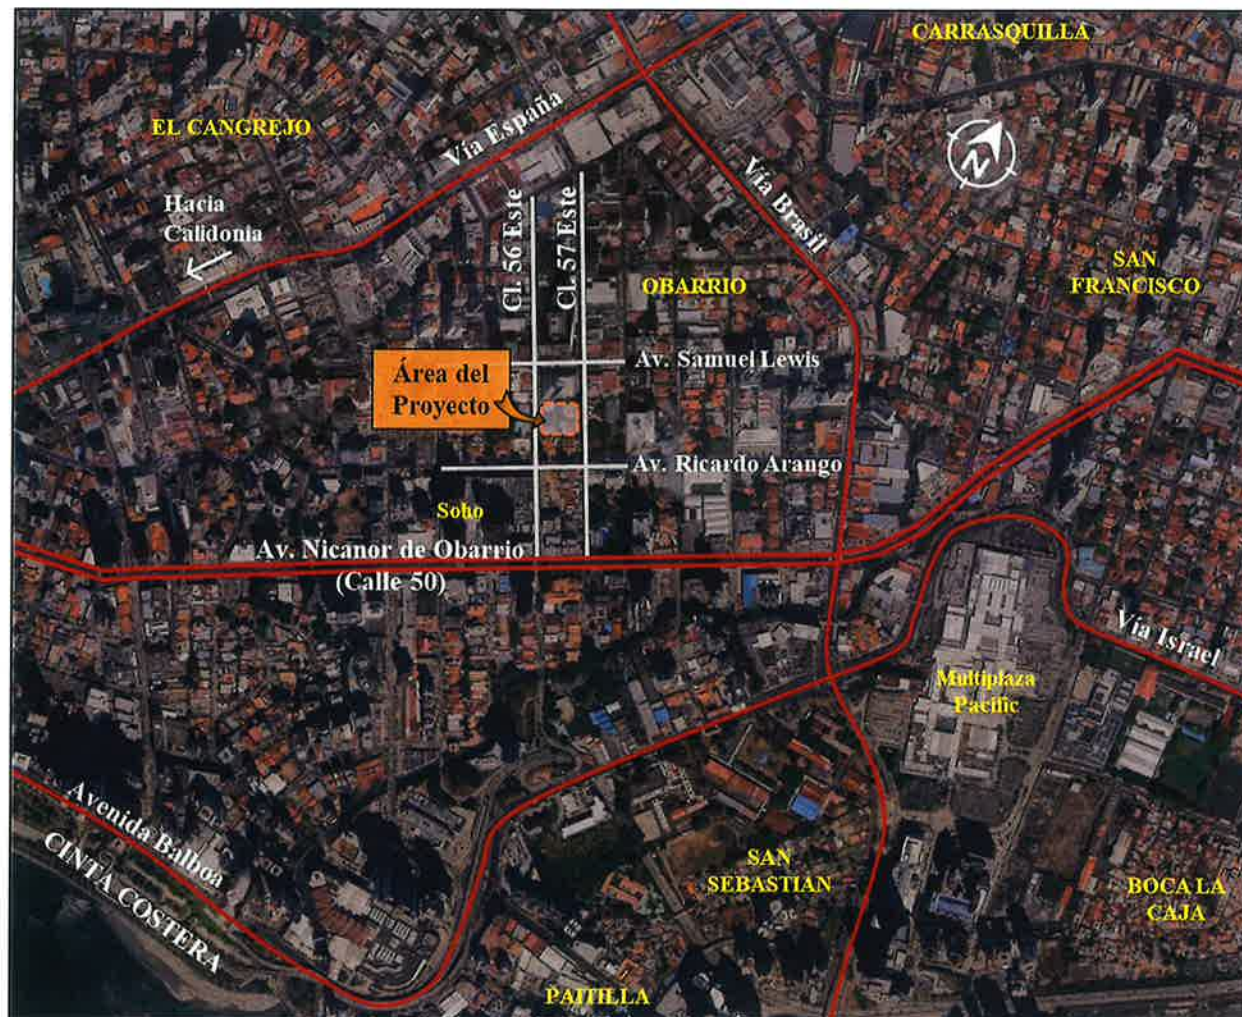 CARRASQUILLA
EL CANGREJO
Vía España
N
Hacia
Calidonia
Cl. 56 Este
Cl. 57 Este
Vía Brasil
OBARRIO
SAN
FRANCISCO
Av. Samuel Lewis
Área del
Proyecto
Av. Ricardo Arango
Soho
Av. Nicanor de Obarrio
(Calle 50)
Vía Israel
Multiplaza
Pacific
Avenida Balboa
CINTA COSTERA
SAN
SEBASTIAN
BOCA LA
CAJA
PAITILLA